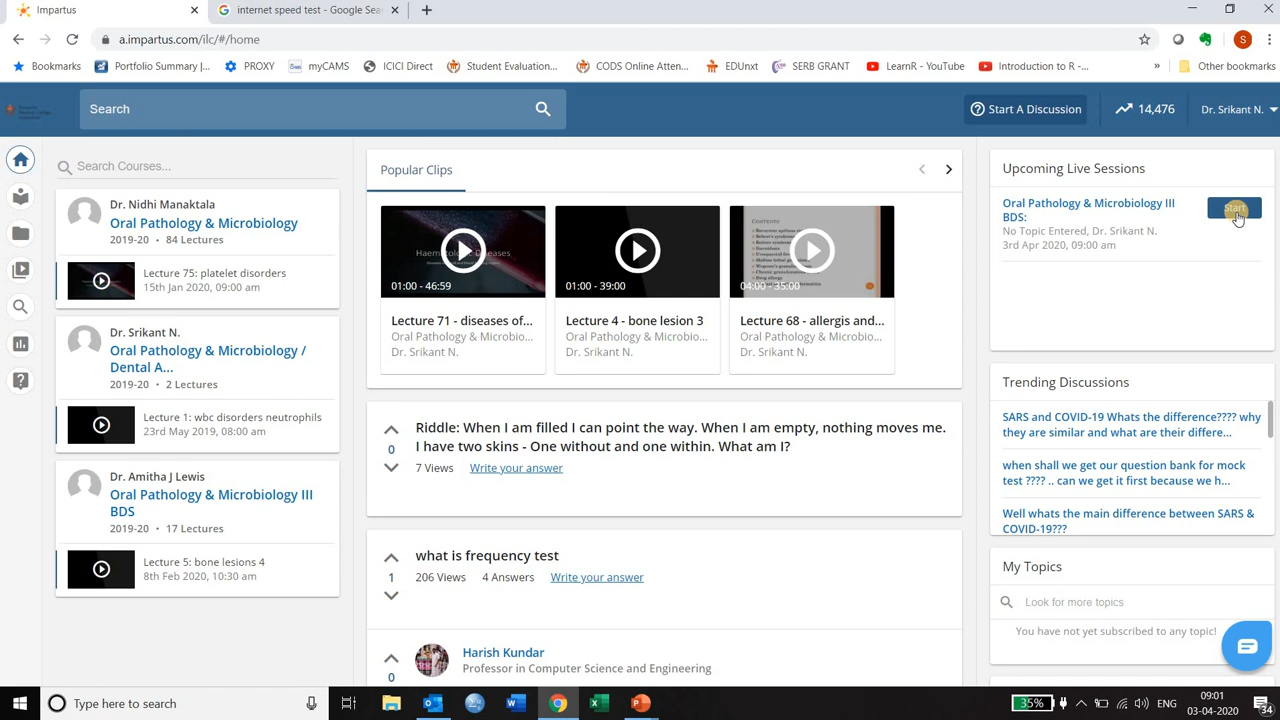 Impartus
internet speed test - Google Sea
a.impartus.com/ilc/#/home
S
Bookmarks
Portfolio Summary |...
PROXY
myCAMS
ICICI Direct
Student Evaluation...
CODS Online Atten...
EDUnxt
SERB GRANT
LearnR - YouTube
Introduction to R -...
»
Other bookmarks
Search
Start A Discussion
14,476
Dr. Srikant N.
Search Courses...
Dr. Nidhi Manaktala
Oral Pathology & Microbiology
2019-20 • 84 Lectures
Lecture 75: platelet disorders
15th Jan 2020, 09:00 am
Dr. Srikant N.
Oral Pathology & Microbiology /
Dental A...
2019-20 • 2 Lectures
Lecture 1: wbc disorders neutrophils
23rd May 2019, 08:00 am
Dr. Amitha J Lewis
Oral Pathology & Microbiology III
BDS
2019-20 • 17 Lectures
Lecture 5: bone lesions 4
8th Feb 2020, 10:30 am
Popular Clips
Haematologic Diseases
01:00 - 46:59
Lecture 71 - diseases of...
Oral Pathology & Microbio...
Dr. Srikant N.
01:00 - 39:00
Lecture 4 - bone lesion 3
Oral Pathology & Microbio...
Dr. Srikant N.
CONTENTS
04:00 - 35:00
Lecture 68 - allergis and...
Oral Pathology & Microbio...
Dr. Srikant N.
Riddle: When I am filled I can point the way. When I am empty, nothing moves me.
I have two skins - One without and one within. What am I?
0
7 Views Write your answer
what is frequency test
1
206 Views 4 Answers Write your answer
Harish Kundar
Professor in Computer Science and Engineering
0
Upcoming Live Sessions
Oral Pathology & Microbiology III
BDS:
Start
No Topic Entered, Dr. Srikant N.
3rd Apr 2020, 09:00 am
Trending Discussions
SARS and COVID-19 Whats the difference???? why
they are similar and what are their differe...
when shall we get our question bank for mock
test ???? .. can we get it first because we h...
Well whats the main difference between SARS &
COVID-19???
My Topics
Look for more topics
You have not yet subscribed to any topic!
Type here to search
35%
ENG
09:01
03-04-2020
34